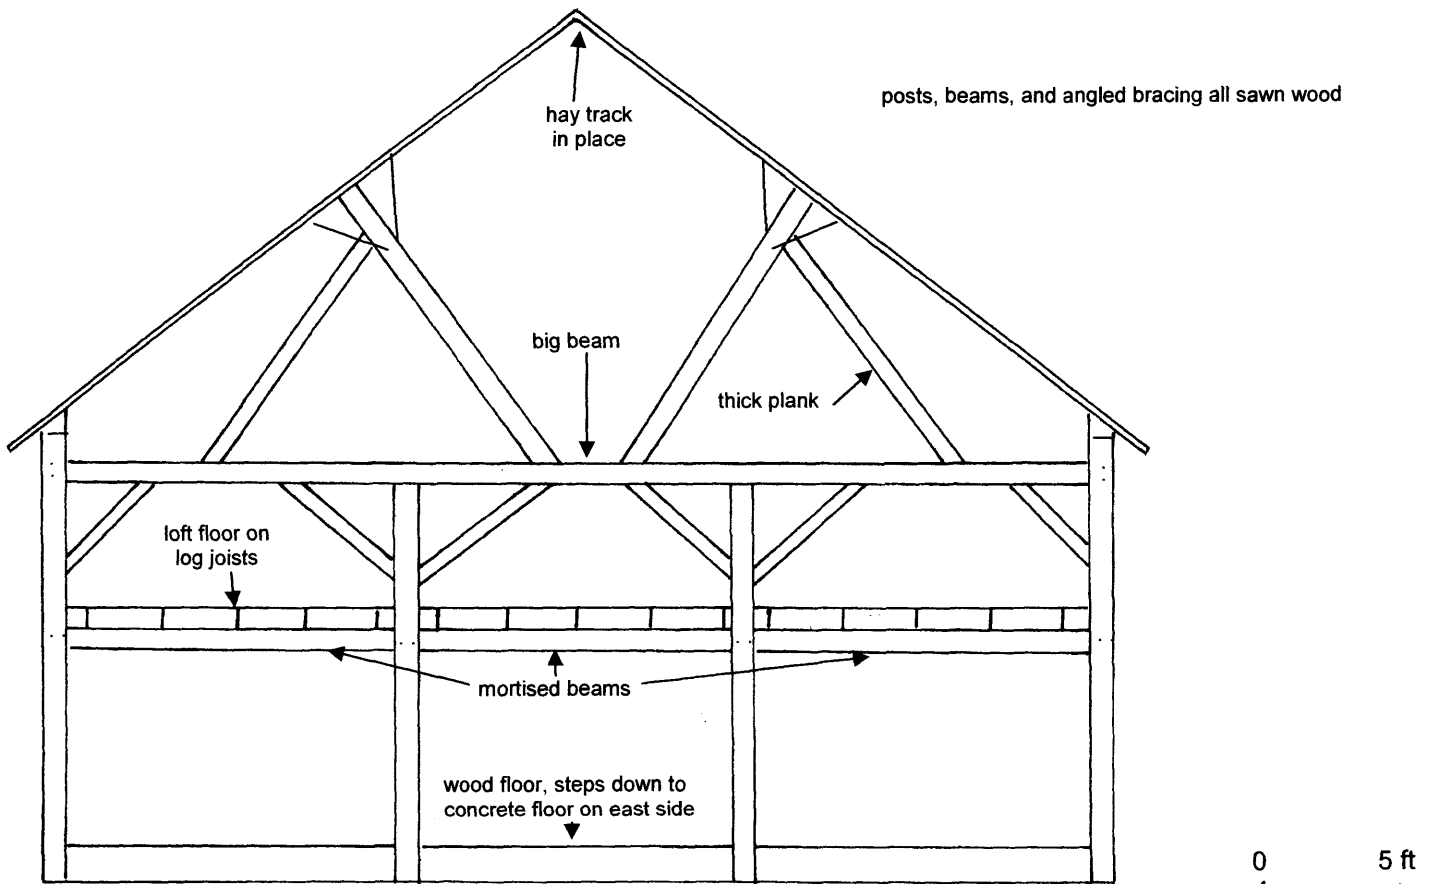 hay track
in place
posts, beams, and angled bracing all sawn wood
big beam
thick plank
loft floor on
log joists
mortised beams
wood floor, steps down to
concrete floor on east side
0 5 ft